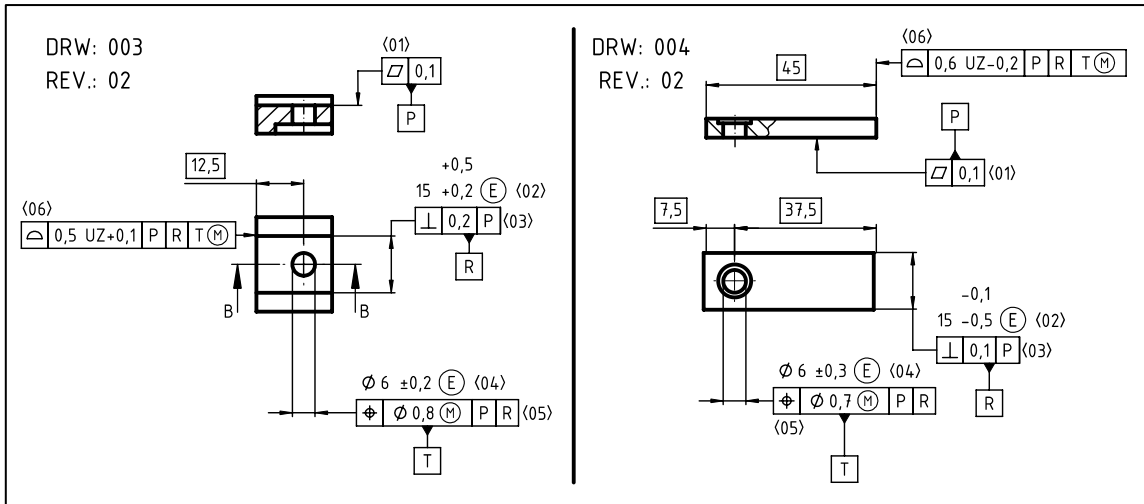 DRW: 003
REV.: 02
⟨01⟩
⏥ 0,1
P
12,5
+0,5
15 +0,2 Ⓔ ⟨02⟩
⟂ 0,2 P ⟨03⟩
R
⟨06⟩
⌓ 0,5 UZ+0,1 P R TⓂ
B B
Ø 6 ±0,2 Ⓔ ⟨04⟩
⌖ Ø 0,8 Ⓜ P R ⟨05⟩
T
DRW: 004
REV.: 02
⟨06⟩
⌓ 0,6 UZ-0,2 P R TⓂ
45
P
⏥ 0,1 ⟨01⟩
7,5 37,5
-0,1
15 -0,5 Ⓔ ⟨02⟩
⟂ 0,1 P ⟨03⟩
R
Ø 6 ±0,3 Ⓔ ⟨04⟩
⌖ Ø 0,7 Ⓜ P R
⟨05⟩
T